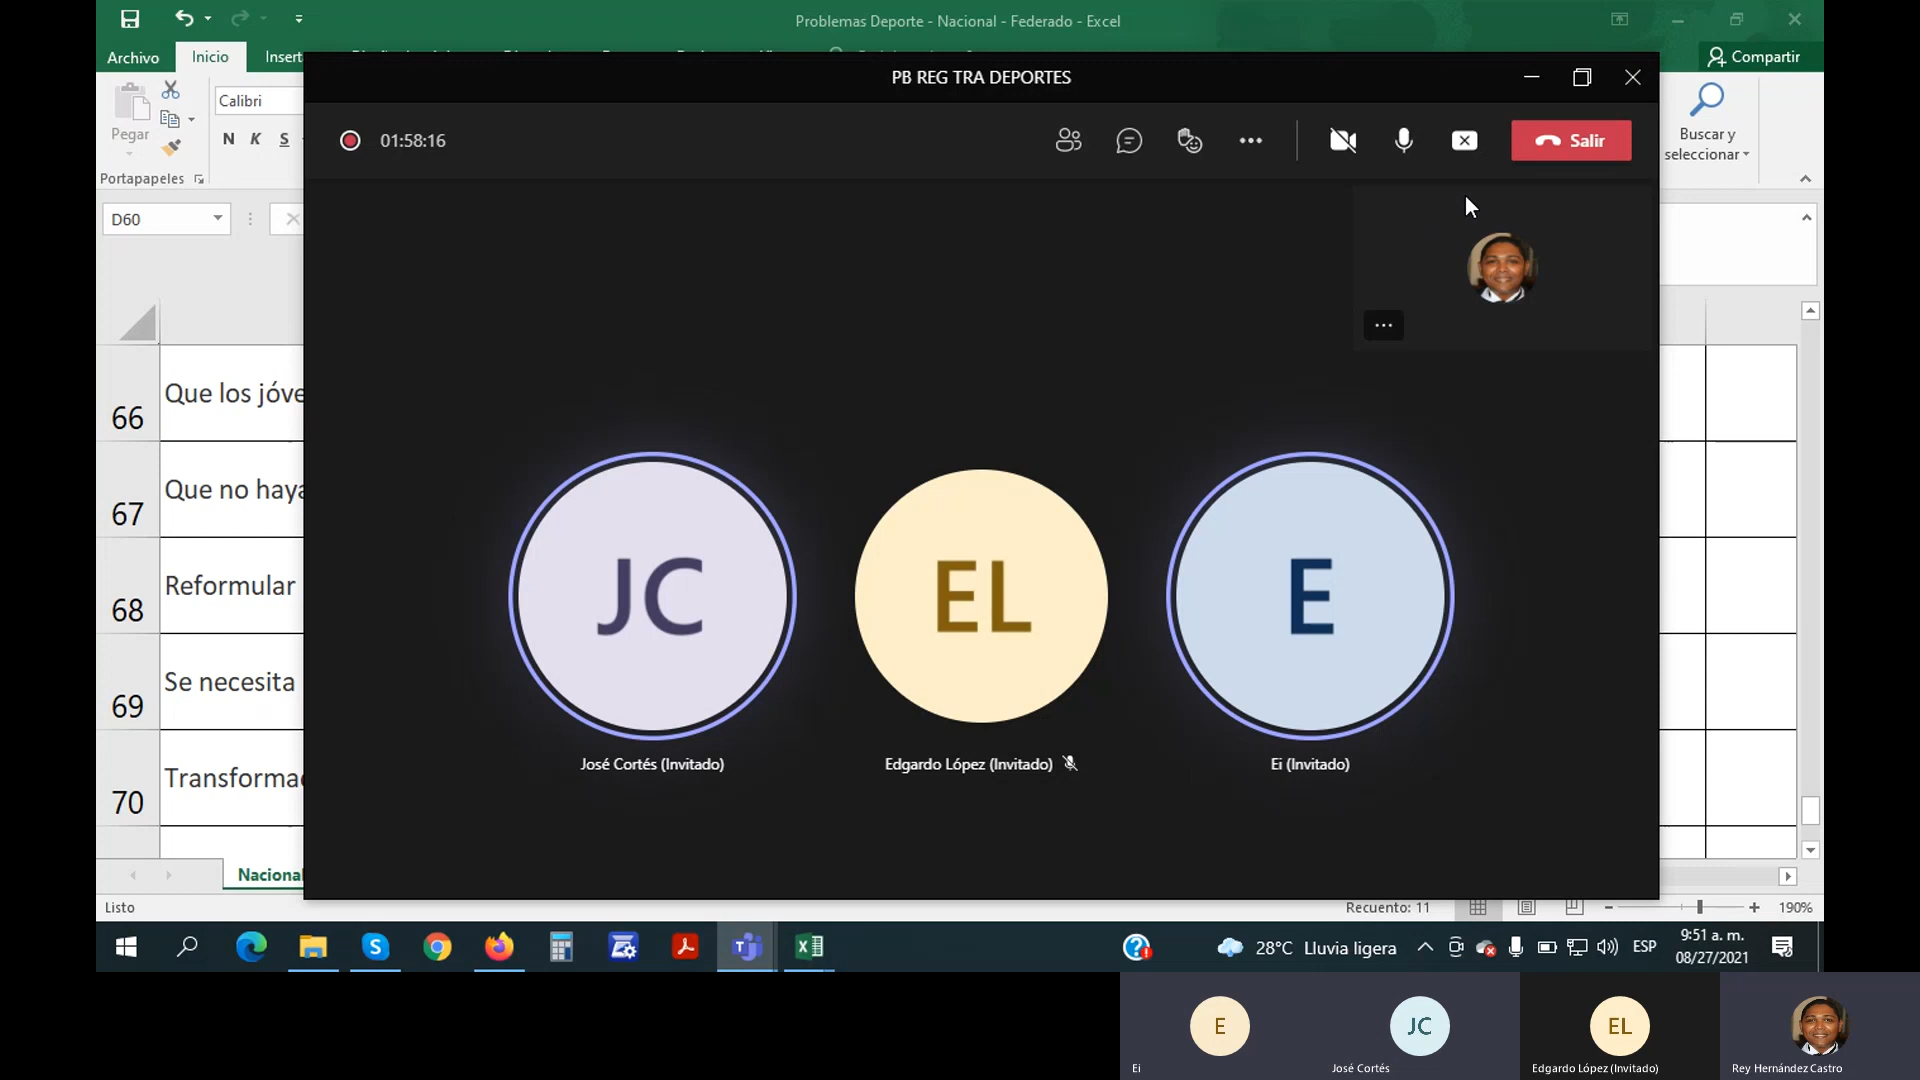 Problemas Deporte - Nacional - Federado - Excel
Archivo
Inicio
Compartir
PB REG TRA DEPORTES
Pegar
Calibri
N K S
Portapapeles
01:58:16
Salir
Buscar y
seleccionar
D60
66
Que los jóve
67
Que no haya
68
Reformular
69
Se necesita
70
JC
EL
E
José Cortés (Invitado)
Edgardo López (Invitado)
Ei (Invitado)
Listo
Recuento: 11
190%
28°C Lluvia ligera
ESP
9:51 a. m.
08/27/2021
E
JC
EL
Ei
José Cortés
Edgardo López (Invitado)
Rey Hernández Castro